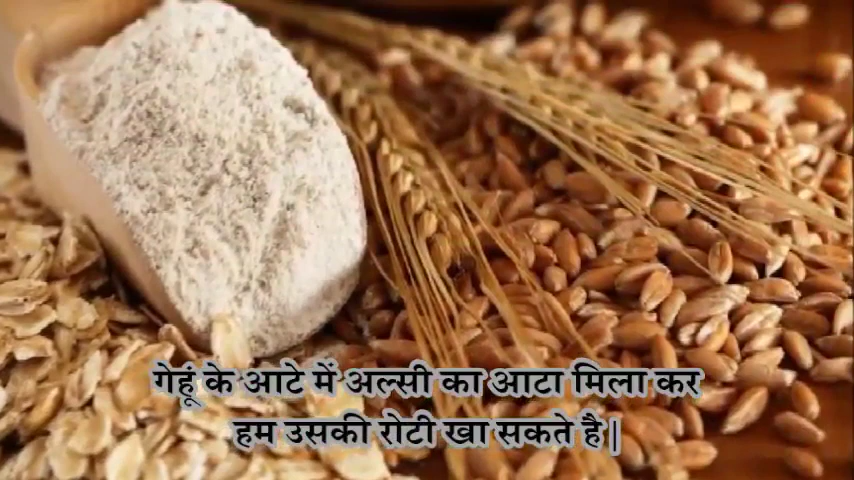 गेहूं के आटे में अल्सी का आटा मिला कर
हम उसकी रोटी खा सकते है|